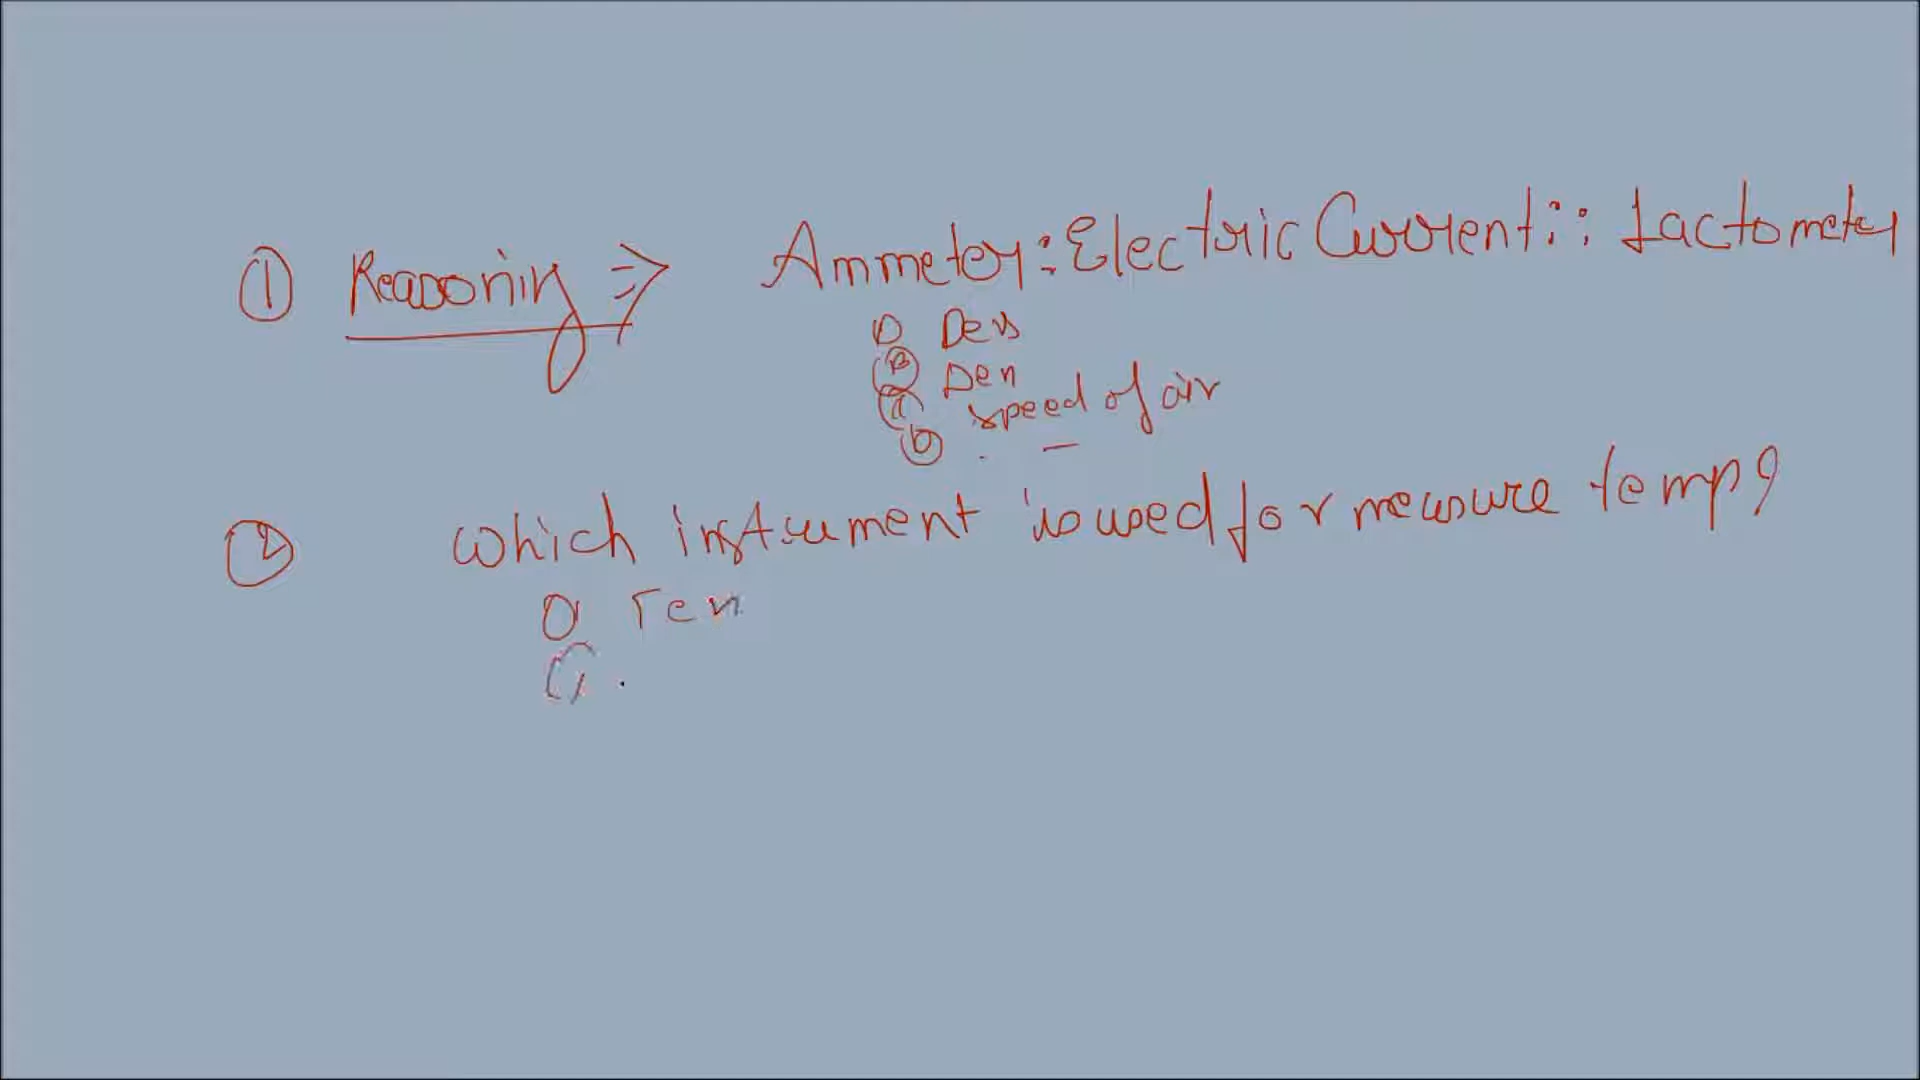 ① Reasoning ⇒ Ammeter : Electric Current :: Lactometer
Den
Ⓑ Den
speed of air
Ⓓ . —
② Which instrument is used for measure temp?
Ten